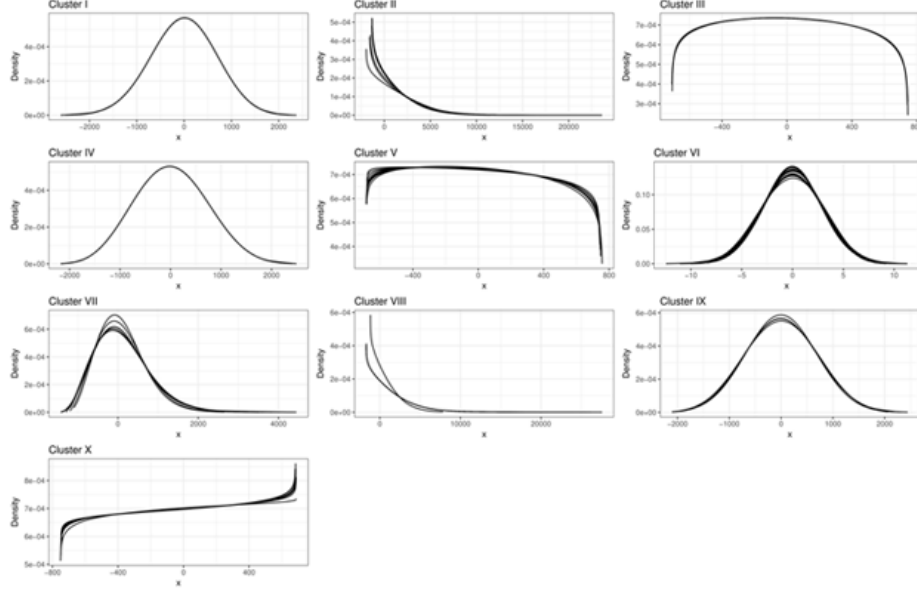 Cluster I
Cluster II
Cluster III
Density
4e−04
2e−04
0e+00
−2000
−1000
0
1000
2000
x
Density
5e−04
4e−04
3e−04
2e−04
1e−04
0e+00
0
5000
10000
15000
20000
x
Density
7e−04
6e−04
5e−04
4e−04
3e−04
−400
0
400
800
x
Cluster IV
Cluster V
Cluster VI
Density
4e−04
2e−04
0e+00
−2000
−1000
0
1000
2000
x
Density
7e−04
6e−04
5e−04
4e−04
−400
0
400
800
x
Density
0.10
0.05
0.00
−10
−5
0
5
10
x
Cluster VII
Cluster VIII
Cluster IX
Density
6e−04
4e−04
2e−04
0e+00
0
2000
4000
x
Density
6e−04
4e−04
2e−04
0e+00
0
10000
20000
x
Density
6e−04
4e−04
2e−04
0e+00
−2000
−1000
0
1000
2000
x
Cluster X
Density
8e−04
7e−04
6e−04
5e−04
−800
−400
0
400
x